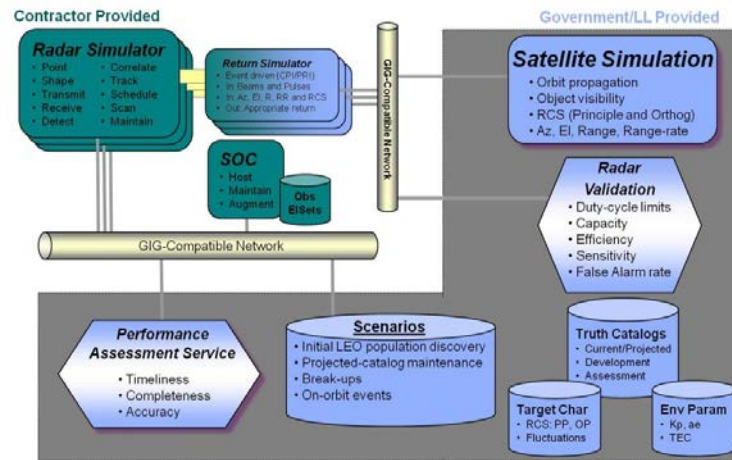 Contractor Provided
Government/LL Provided
Radar Simulator
• Point
• Shape
• Transmit
• Receive
• Detect
• Correlate
• Track
• Schedule
• Scan
• Maintain
Return Simulator
• Event driven (CPI/PRI)
• In: Beams and Pulses
• In: Az, El, R, RR and RCS
• Out: Appropriate return
GIG-Compatible Network
Satellite Simulation
• Orbit propagation
• Object visibility
• RCS (Principle and Orthog)
• Az, El, Range, Range-rate
SOC
• Host
• Maintain
• Augment
Obs
ElSets
Radar
Validation
• Duty-cycle limits
• Capacity
• Efficiency
• Sensitivity
• False Alarm rate
GIG-Compatible Network
Performance
Assessment Service
• Timeliness
• Completeness
• Accuracy
Scenarios
• Initial LEO population discovery
• Projected-catalog maintenance
• Break-ups
• On-orbit events
Truth Catalogs
• Current/Projected
• Development
• Assessment
Target Char
• RCS: PP, OP
• Fluctuations
Env Param
• Kp, ae
• TEC